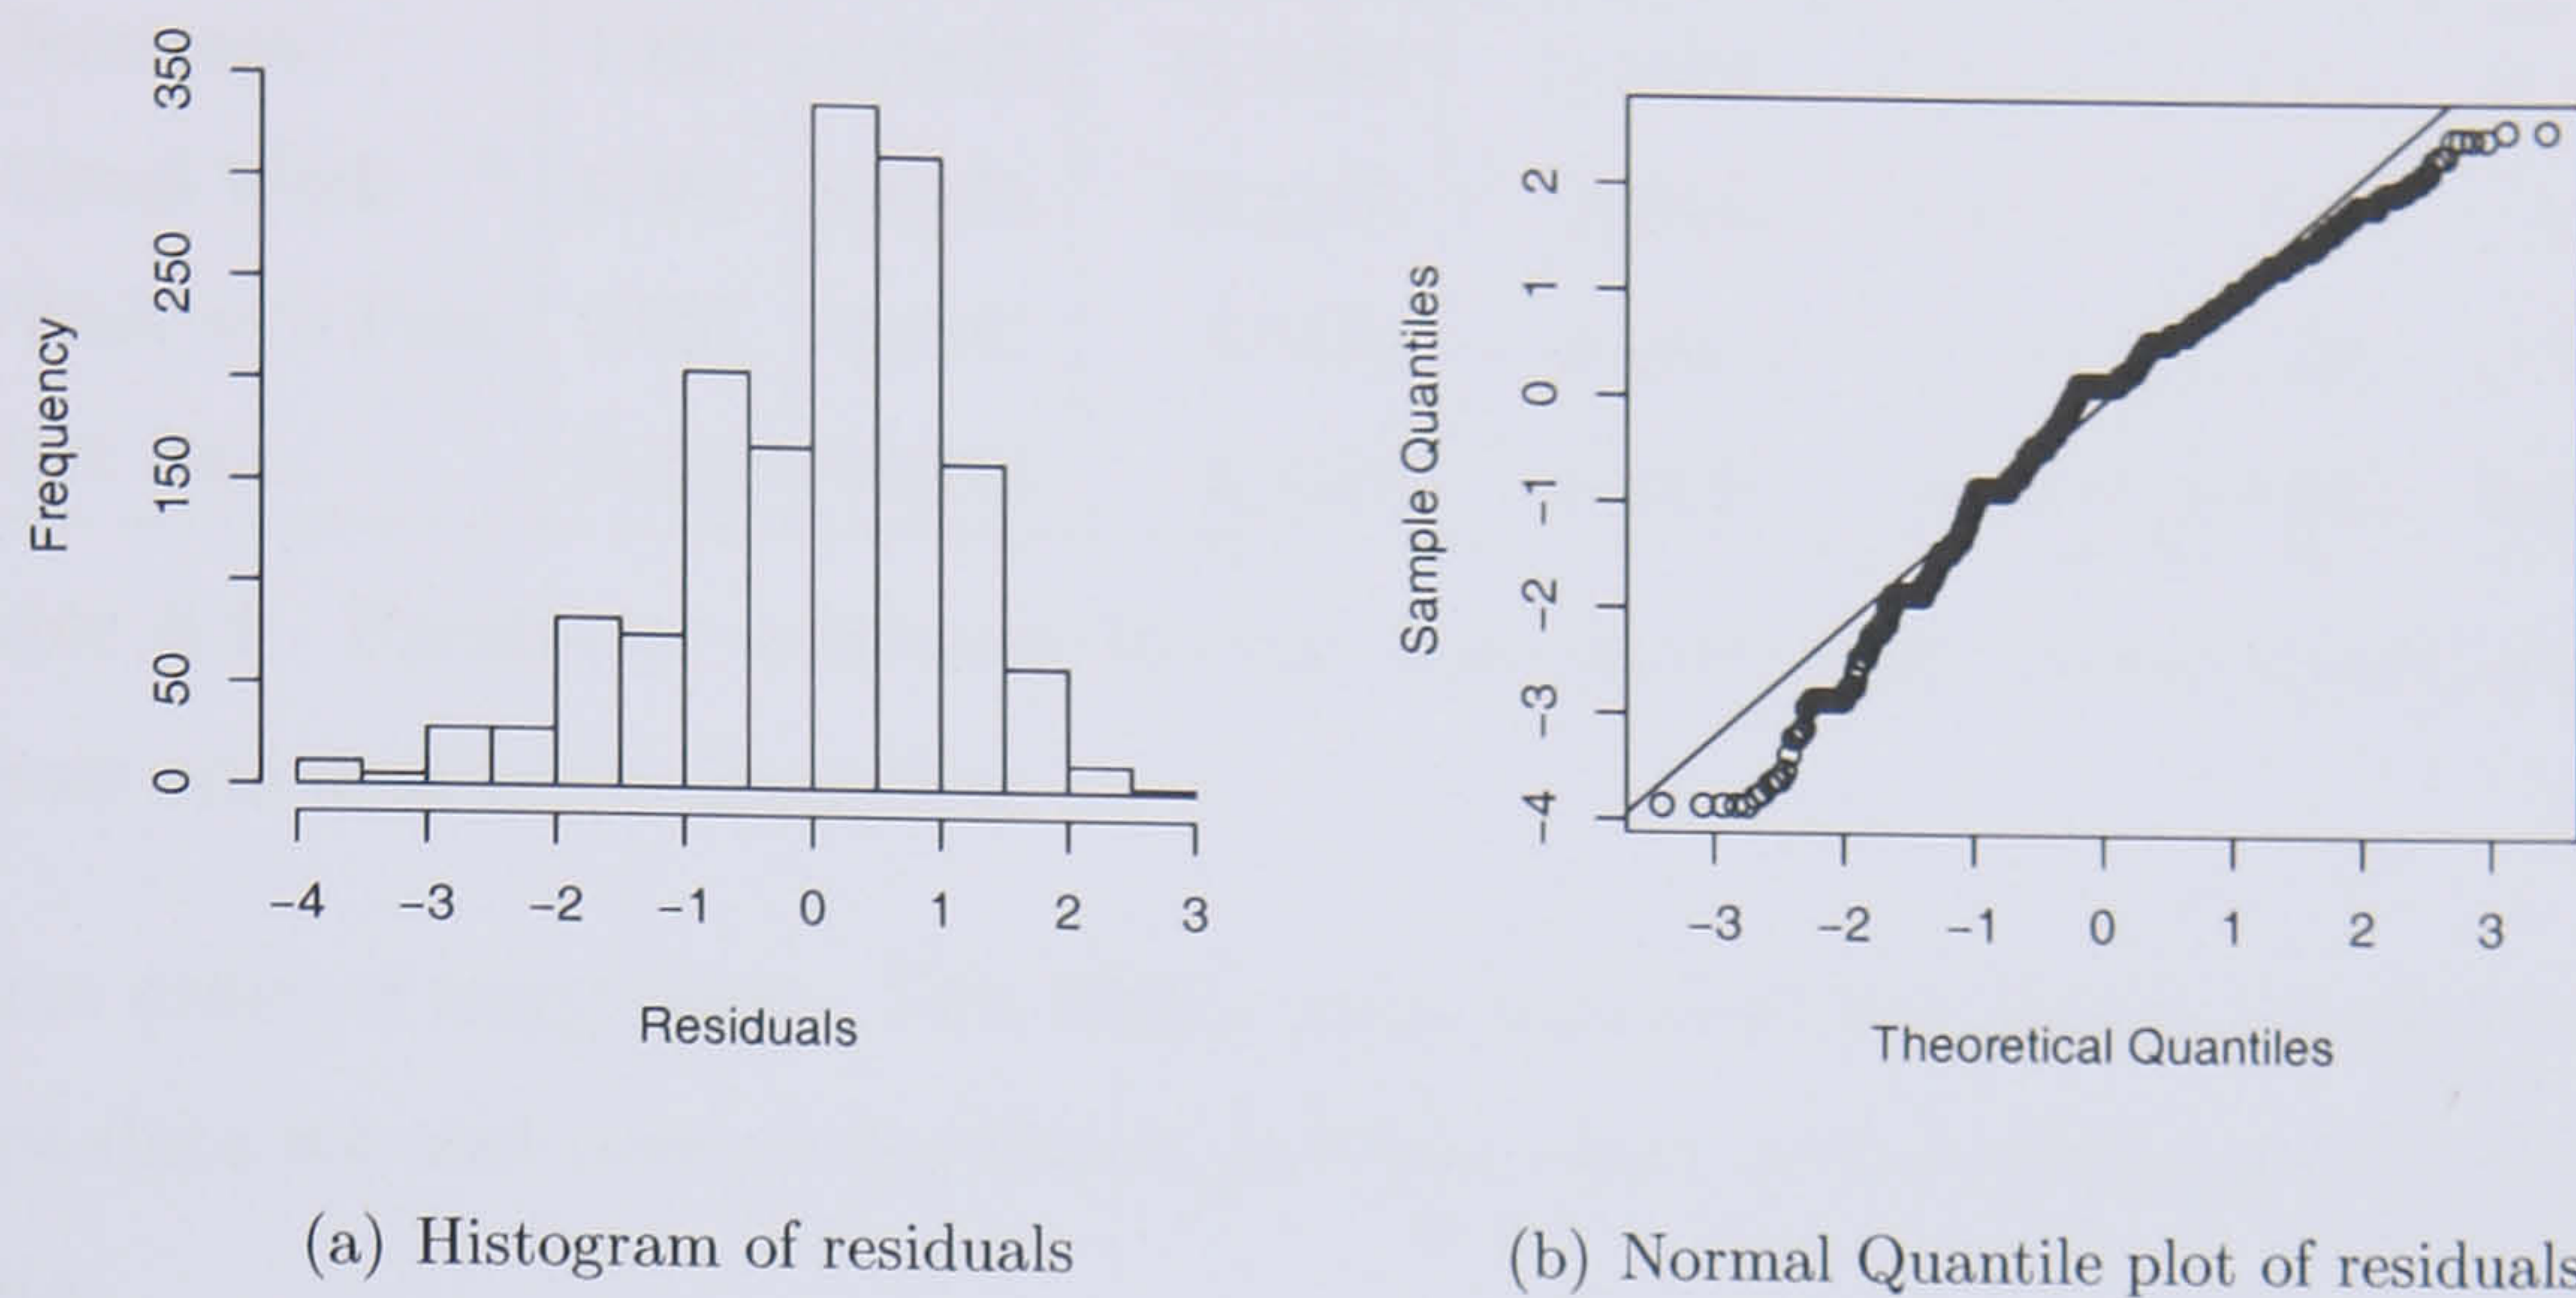 350
250
150
50
0
Frequency
−4 −3 −2 −1 0 1 2 3
Residuals
(a) Histogram of residuals
2
1
0
−1
−2
−3
−4
Sample Quantiles
−3 −2 −1 0 1 2 3
Theoretical Quantiles
(b) Normal Quantile plot of residuals